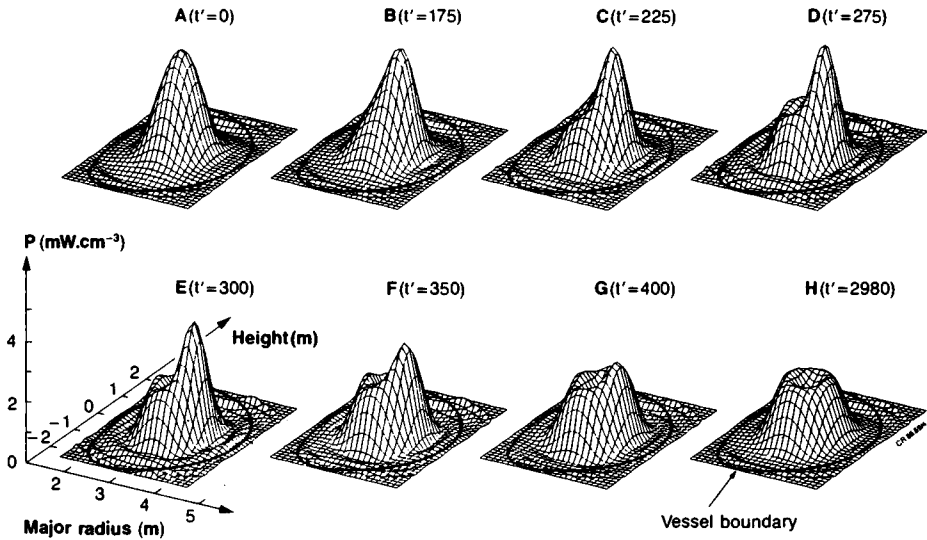 A (t'=0)
B (t'=175)
C (t'=225)
D (t'=275)
P (mW.cm⁻³)
E (t'=300)
F (t'=350)
G (t'=400)
H (t'=2980)
4
2
0
Height (m)
2
1
0
−1
−2
2
3
4
5
Major radius (m)
Vessel boundary